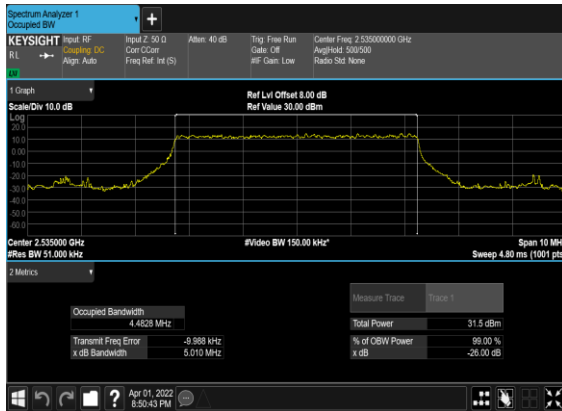 Spectrum Analyzer 1
Occupied BW
KEYSIGHT Input: RF Input Z: 50 Ω Atten: 40 dB Trig: Free Run Center Freq: 2.535000000 GHz
RL Coupling: DC Corr CCorr Gate: Off Avg|Hold: 500/500
Align: Auto Freq Ref: Int (S) #IF Gain: Low Radio Std: None
1 Graph
Ref Lvl Offset 8.00 dB
Scale/Div 10.0 dB Ref Value 30.00 dBm
Log
20.0
10.0
0.00
-10.0
-20.0
-30.0
-40.0
-50.0
-60.0
Center 2.535000 GHz #Video BW 150.00 kHz* Span 10 MH
#Res BW 51.000 kHz Sweep 4.80 ms (1001 pts
2 Metrics
Measure Trace Trace 1
Occupied Bandwidth
4.4828 MHz Total Power 31.5 dBm
Transmit Freq Error -9.988 kHz % of OBW Power 99.00 %
x dB Bandwidth 5.010 MHz x dB -26.00 dB
? Apr 01, 2022
8:50:43 PM